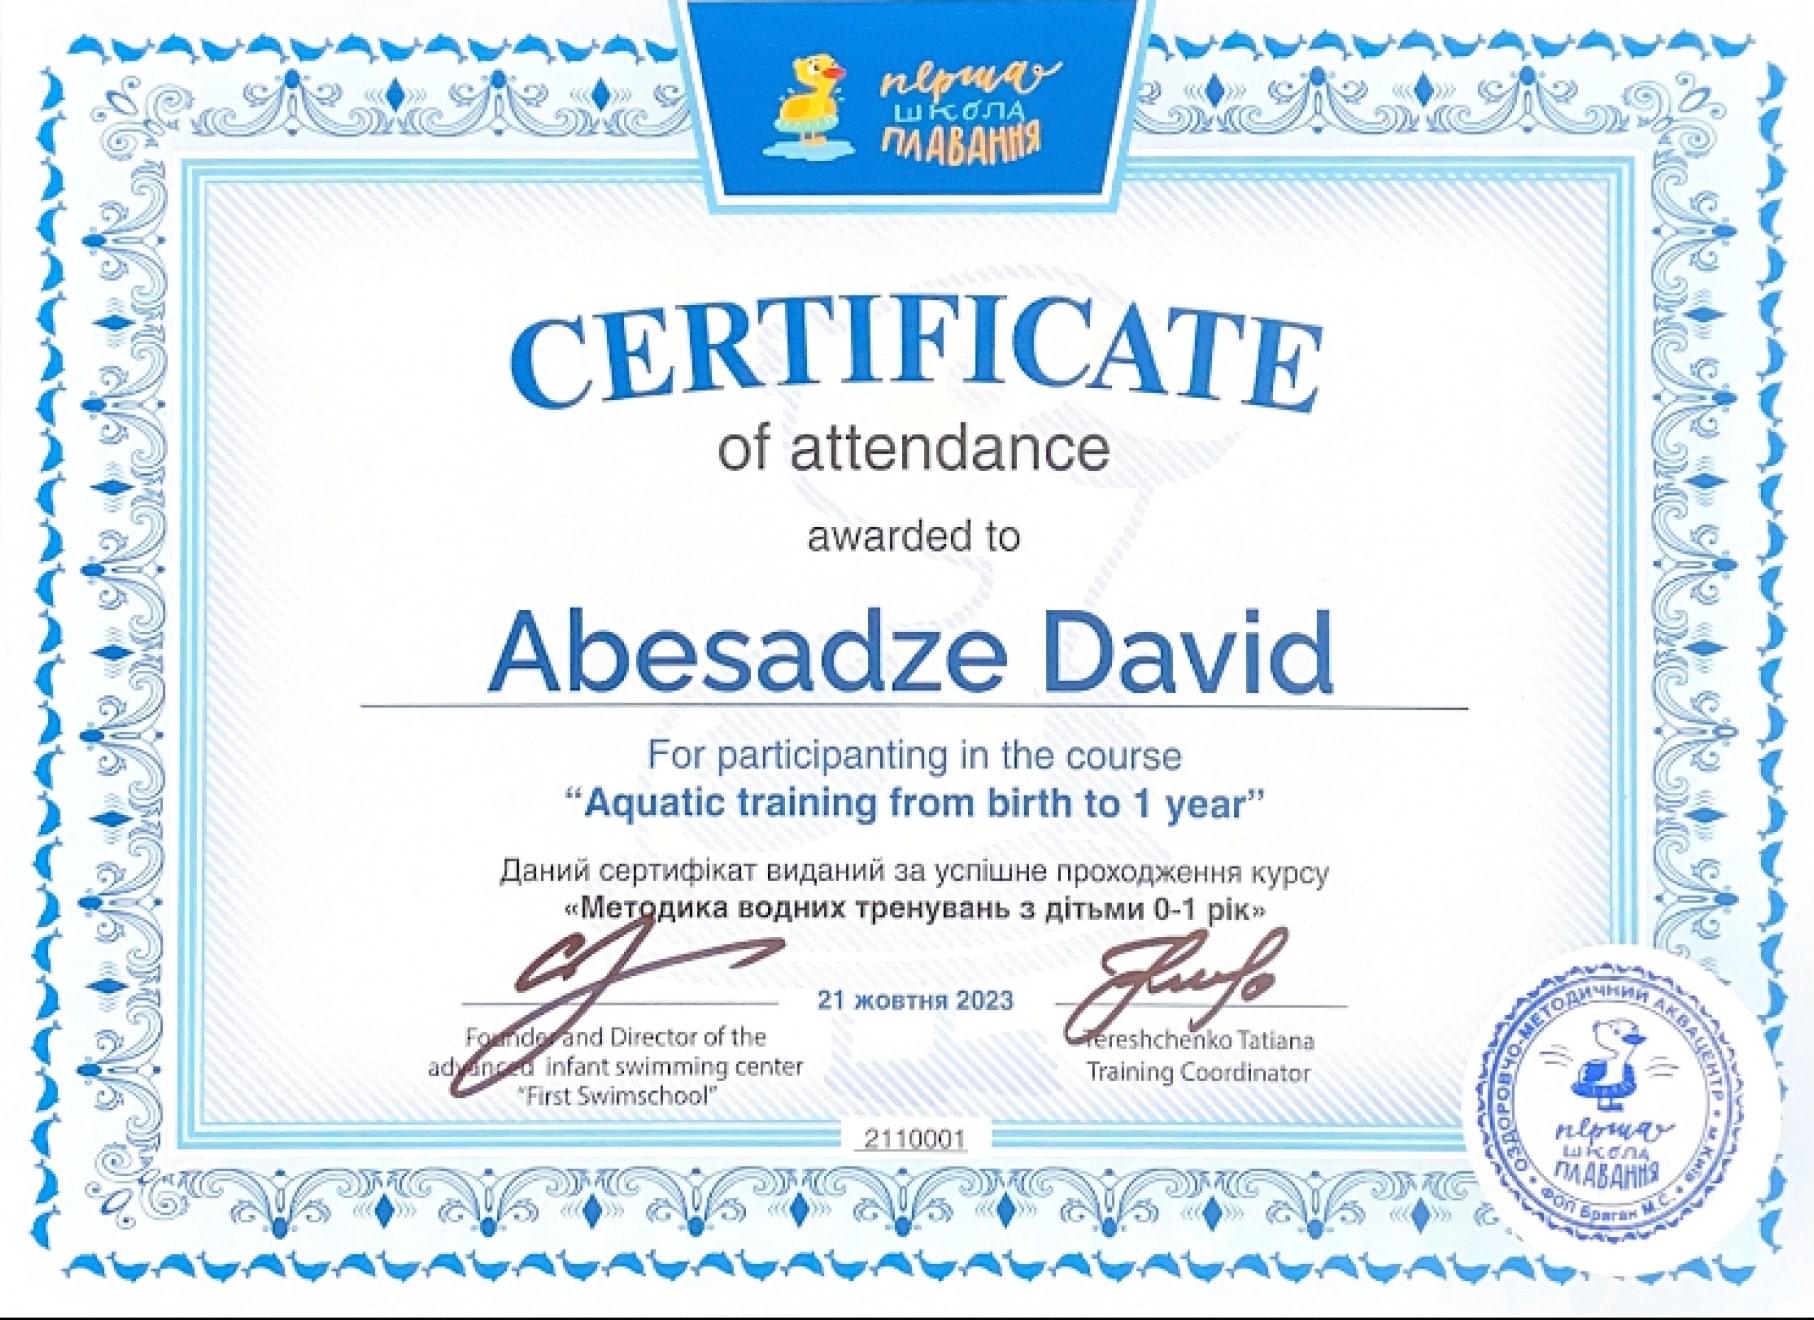 перша
школа
ПЛАВАННЯ
CERTIFICATE
of attendance
awarded to
Abesadze David
For participanting in the course
“Aquatic training from birth to 1 year”
Даний сертифікат виданий за успішне проходження курсу
«Методика водних тренувань з дітьми 0-1 рік»
21 жовтня 2023
Founder and Director of the
advanced infant swimming center
“First Swimschool”
Tereshchenko Tatiana
Training Coordinator
2110001
ОЗДОРОВЧО-МЕТОДИЧНИЙ АКВАЦЕНТР • м.Київ •
ФОП Браган М.С.
перша
школа
ПЛАВАННЯ